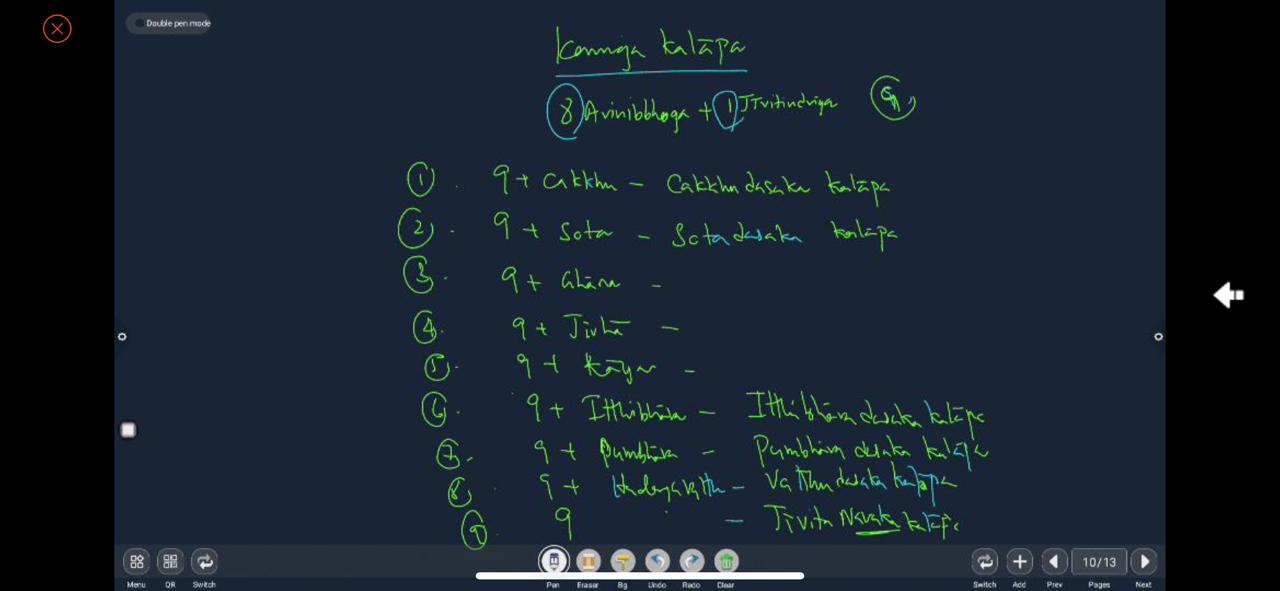 Double pen mode
Kammaja kalāpa
8 Avinibbhoga + 1 Jīvitindriya 9
1. 9 + Cakkhu – Cakkhu dasaka kalāpa
2. 9 + Sota – Sota dasaka kalāpa
3. 9 + Ghāna –
4. 9 + Jivhā –
5. 9 + Kāya –
6. 9 + Itthibhāva – Itthibhāva dasaka kalāpa
7. 9 + Pumbhāva – Pumbhāva dasaka kalāpa
8. 9 + Hadayavatthu – Vatthu dasaka kalāpa
9. 9 – Jīvita Navaka kalāpa
10/13
Menu QR Switch Pen Eraser Bg Undo Redo Clear Switch Add Prev Pages Next